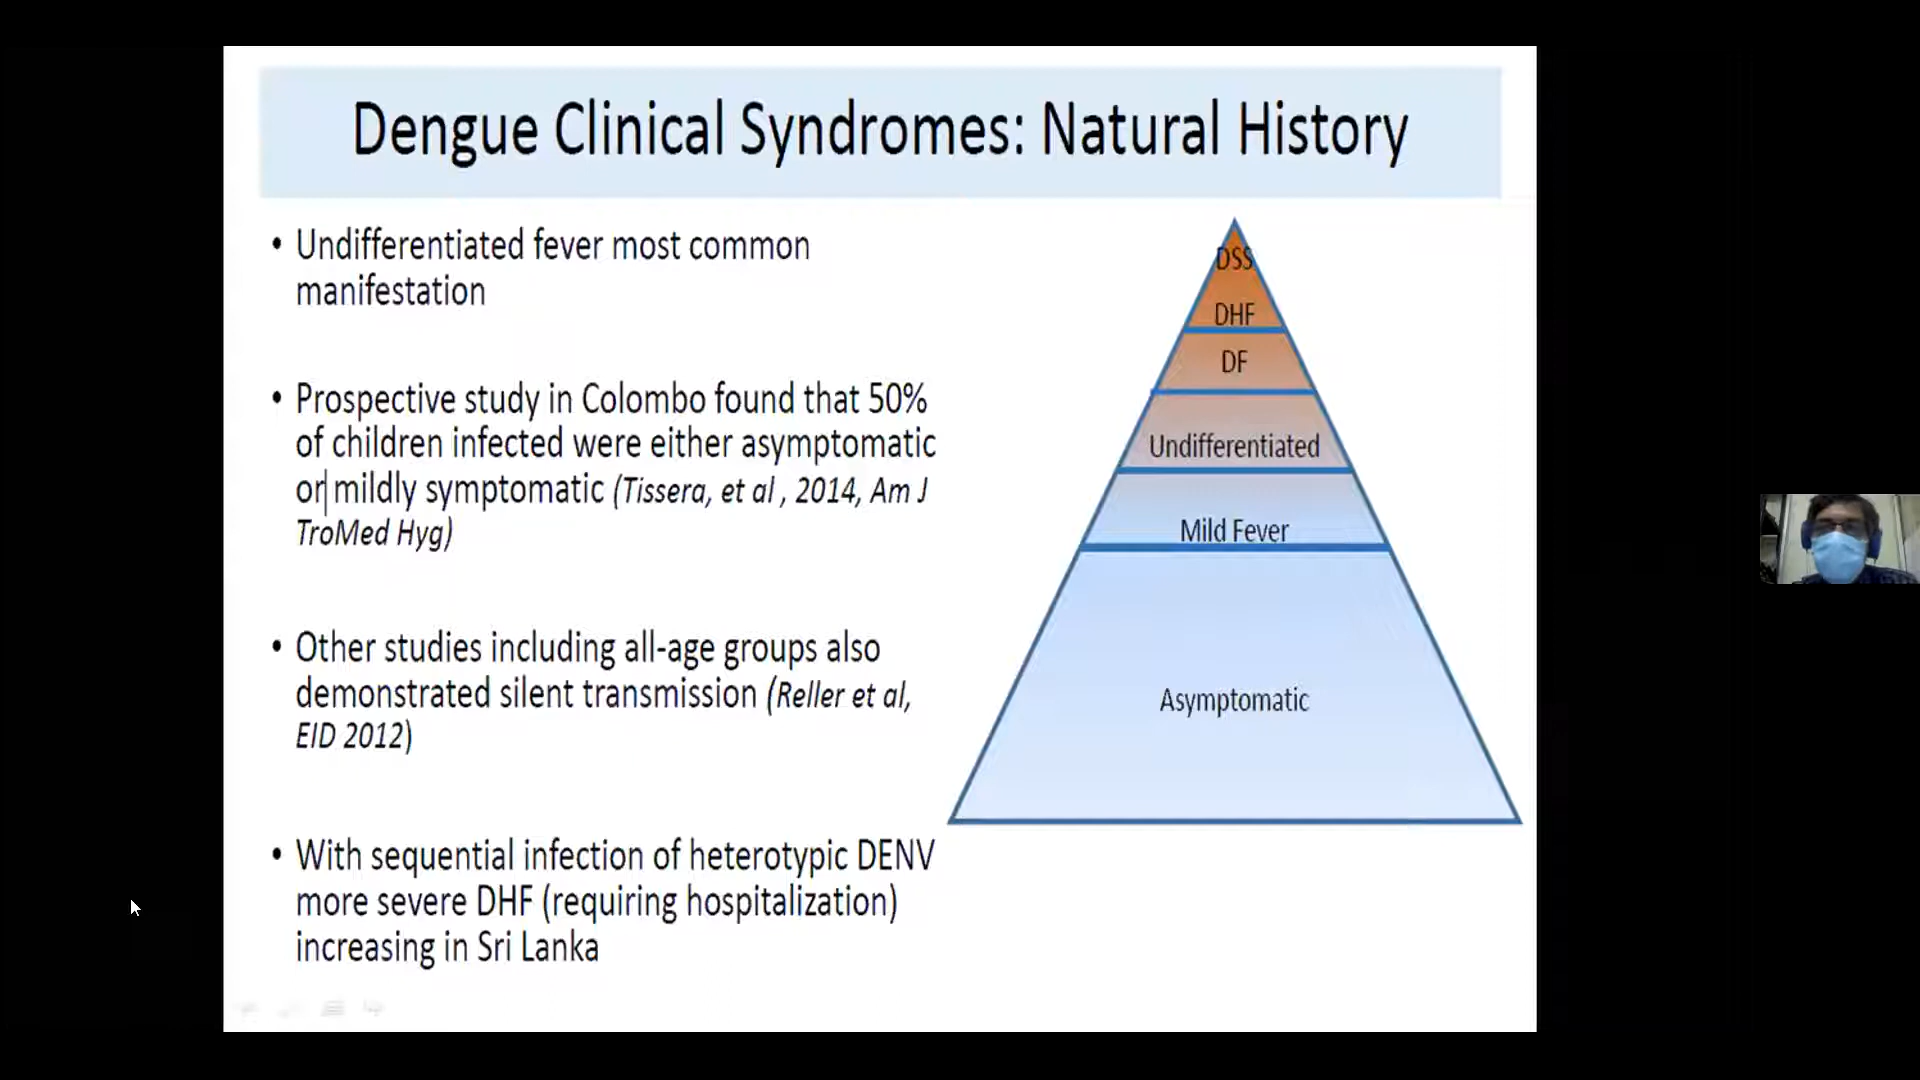 Dengue Clinical Syndromes: Natural History
• Undifferentiated fever most common
manifestation
• Prospective study in Colombo found that 50%
of children infected were either asymptomatic
or mildly symptomatic (Tissera, et al , 2014, Am J
TroMed Hyg)
• Other studies including all-age groups also
demonstrated silent transmission (Reller et al,
EID 2012)
• With sequential infection of heterotypic DENV
more severe DHF (requiring hospitalization)
increasing in Sri Lanka
DSS
DHF
DF
Undifferentiated
Mild Fever
Asymptomatic